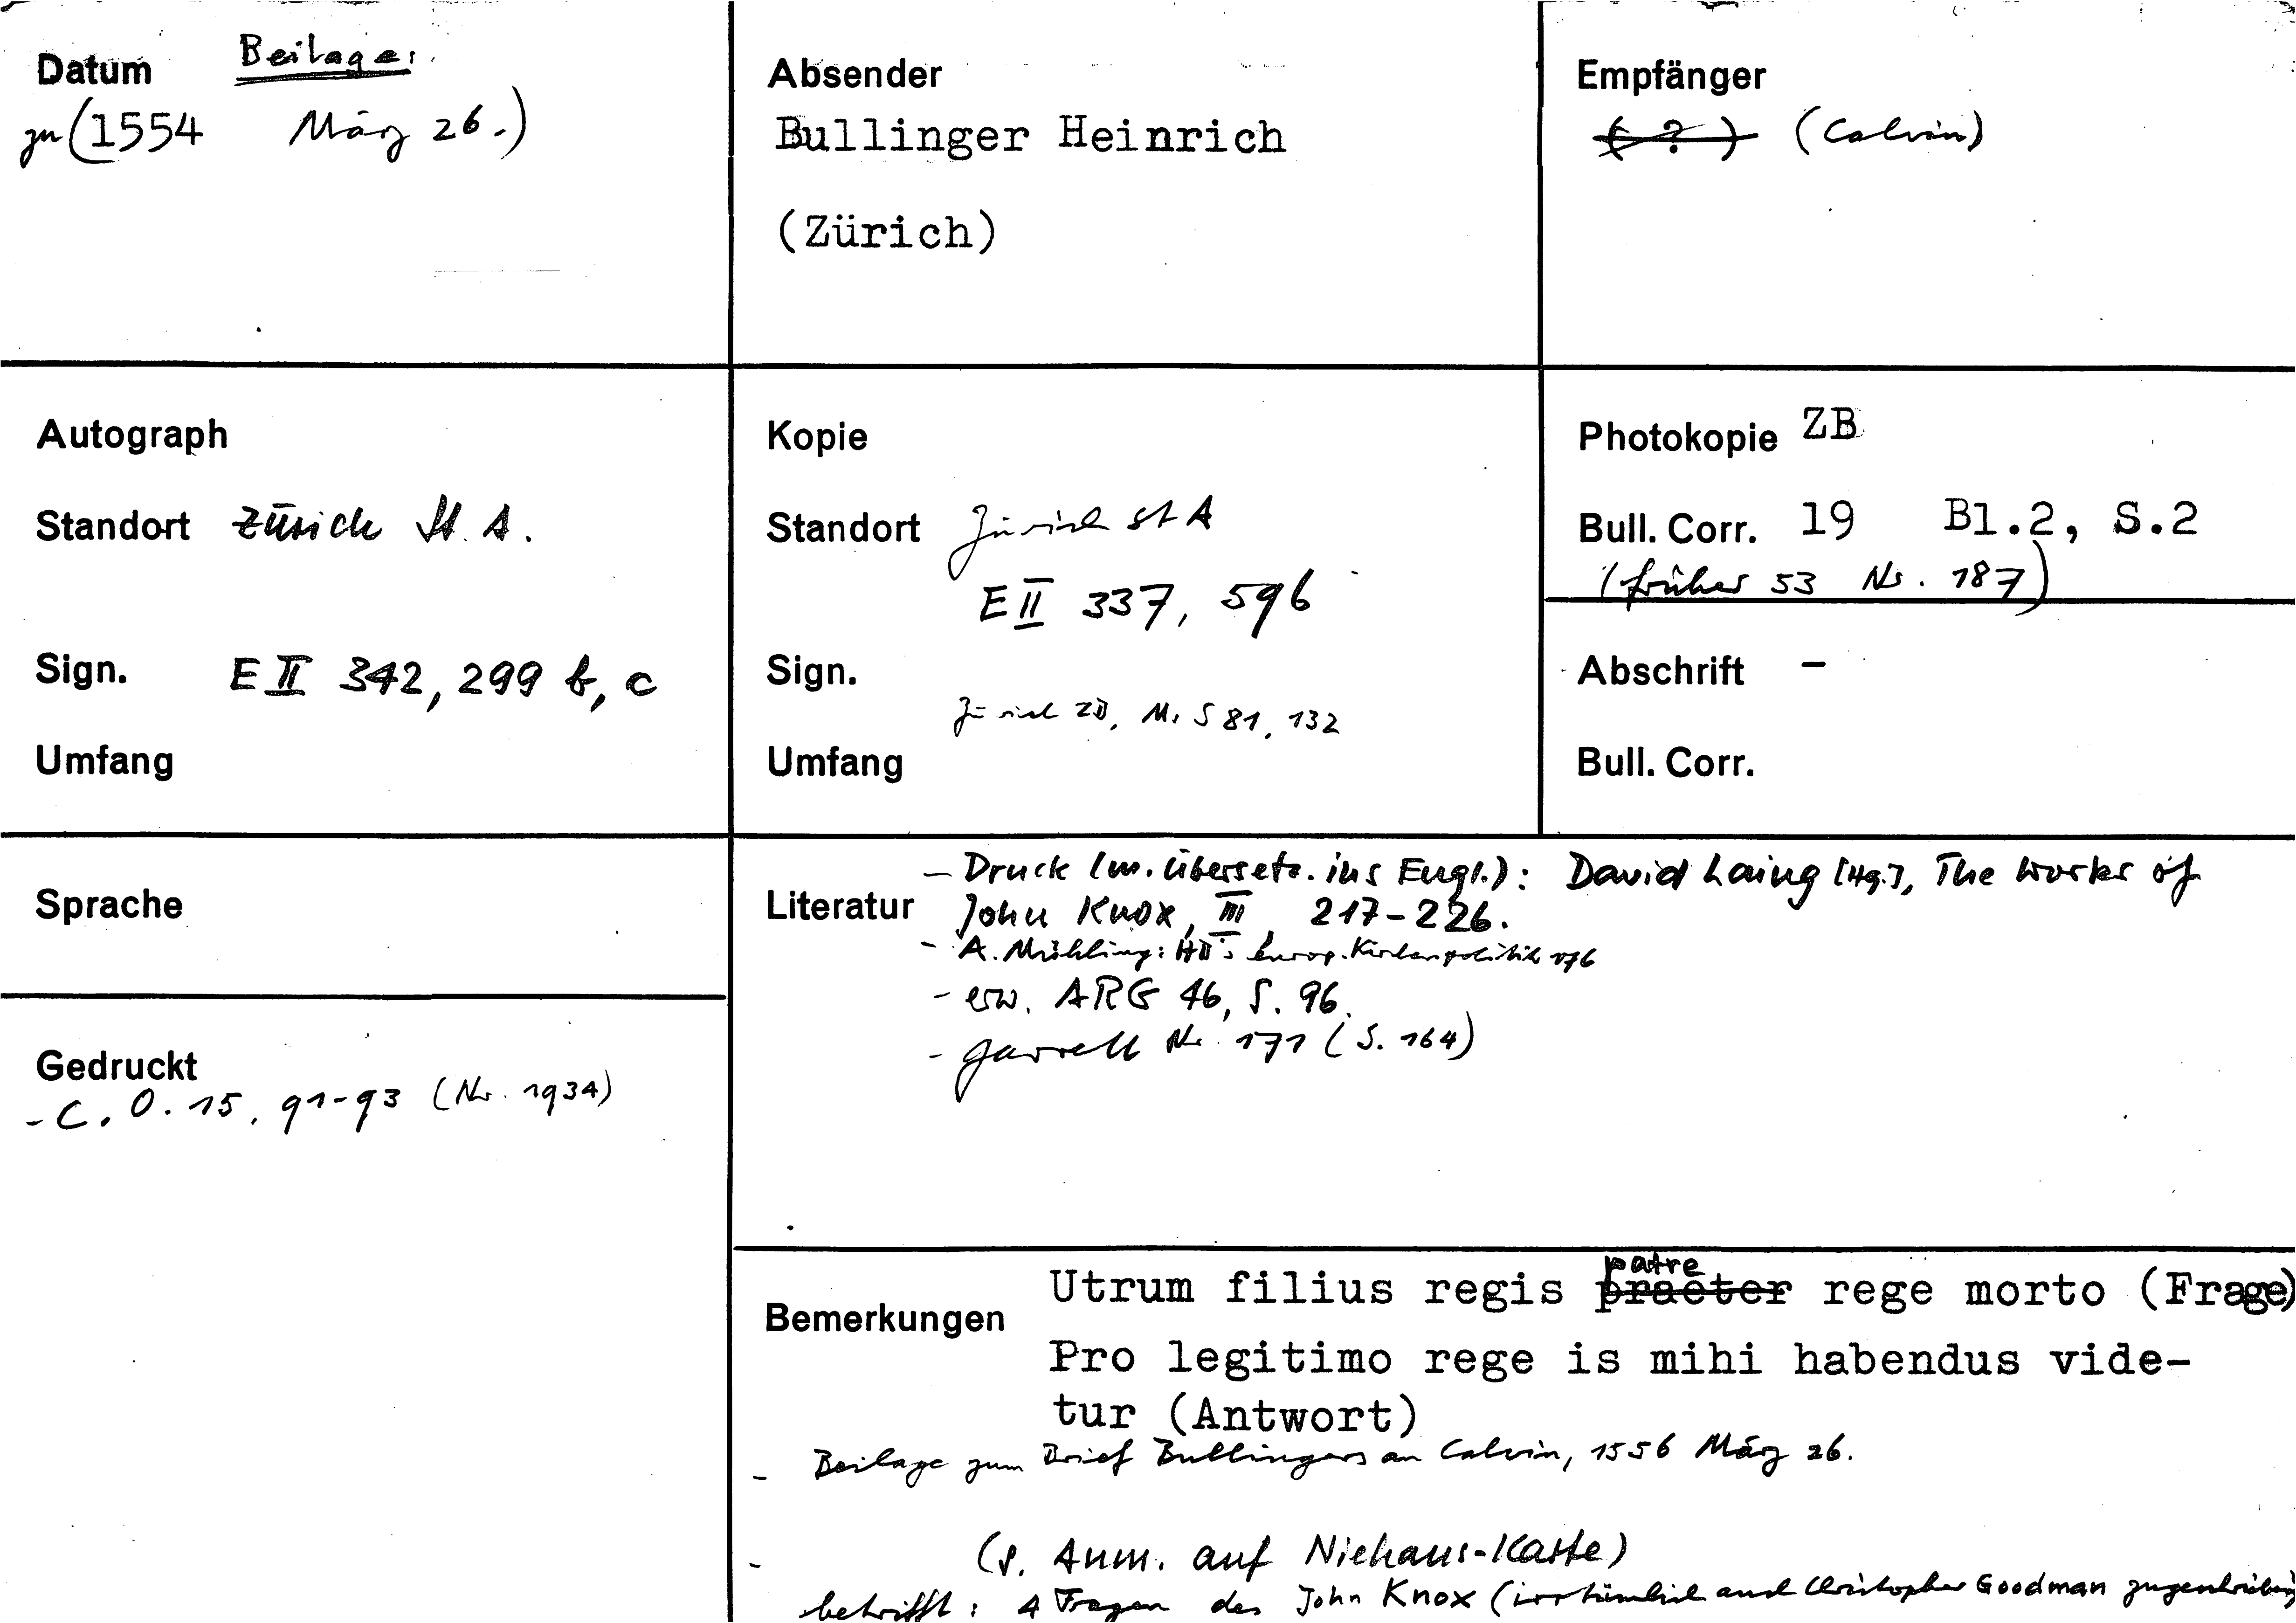 Datum Beilage:
zu (1554 März 26.)
Absender
Bullinger Heinrich
(Zürich)
Empfänger
( ? ) (Calvin)
Autograph
Standort Zürich St. A.
Sign. E II 342, 299 b, c
Umfang
Kopie
Standort Zürich St A
E II 337, 596
Sign.
Zürich ZB, Ms S 81, 132
Umfang
Photokopie ZB
Bull. Corr. 19 Bl.2, S.2
(früher 53 Nr. 187)
Abschrift -
Bull. Corr.
Sprache
Gedruckt
- C. O. 15, 91-93 (Nr. 1934)
- Druck (m. Übersetz. ins Engl.): David Laing [Hg.], The Works of
Literatur John Knox, III, 217-226.
- A. Mühling: HB's europ. Kirchenpolitik 176
- erw. ARG 46, S. 96.
- Garrett Nr. 171 (S. 164)
patre
Utrum filius regis praeter rege morto (Frage)
Bemerkungen
Pro legitimo rege is mihi habendus vide-
tur (Antwort)
- Beilage zum Brief Bullingers an Calvin, 1556 März 26.
(s. Anm. auf Niehaus-Karte)
- betrifft: 4 Fragen des John Knox (irrtümlich auch Christopher Goodman zugeschrieben)